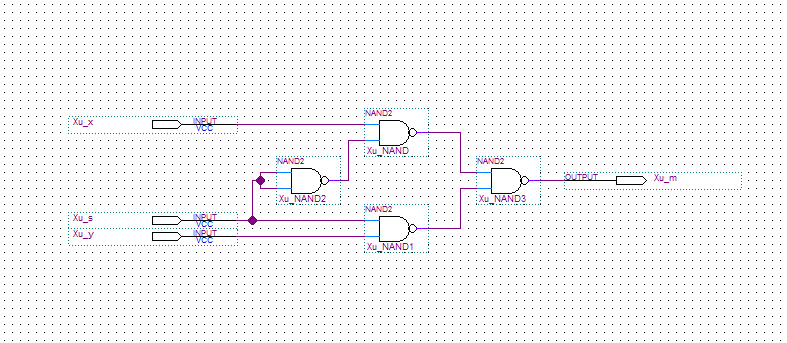 NAND2
Xu_x
INPUT
VCC
Xu_NAND
NAND2
NAND2
OUTPUT
Xu_m
Xu_NAND2
Xu_NAND3
NAND2
Xu_s
INPUT
VCC
Xu_y
INPUT
VCC
Xu_NAND1